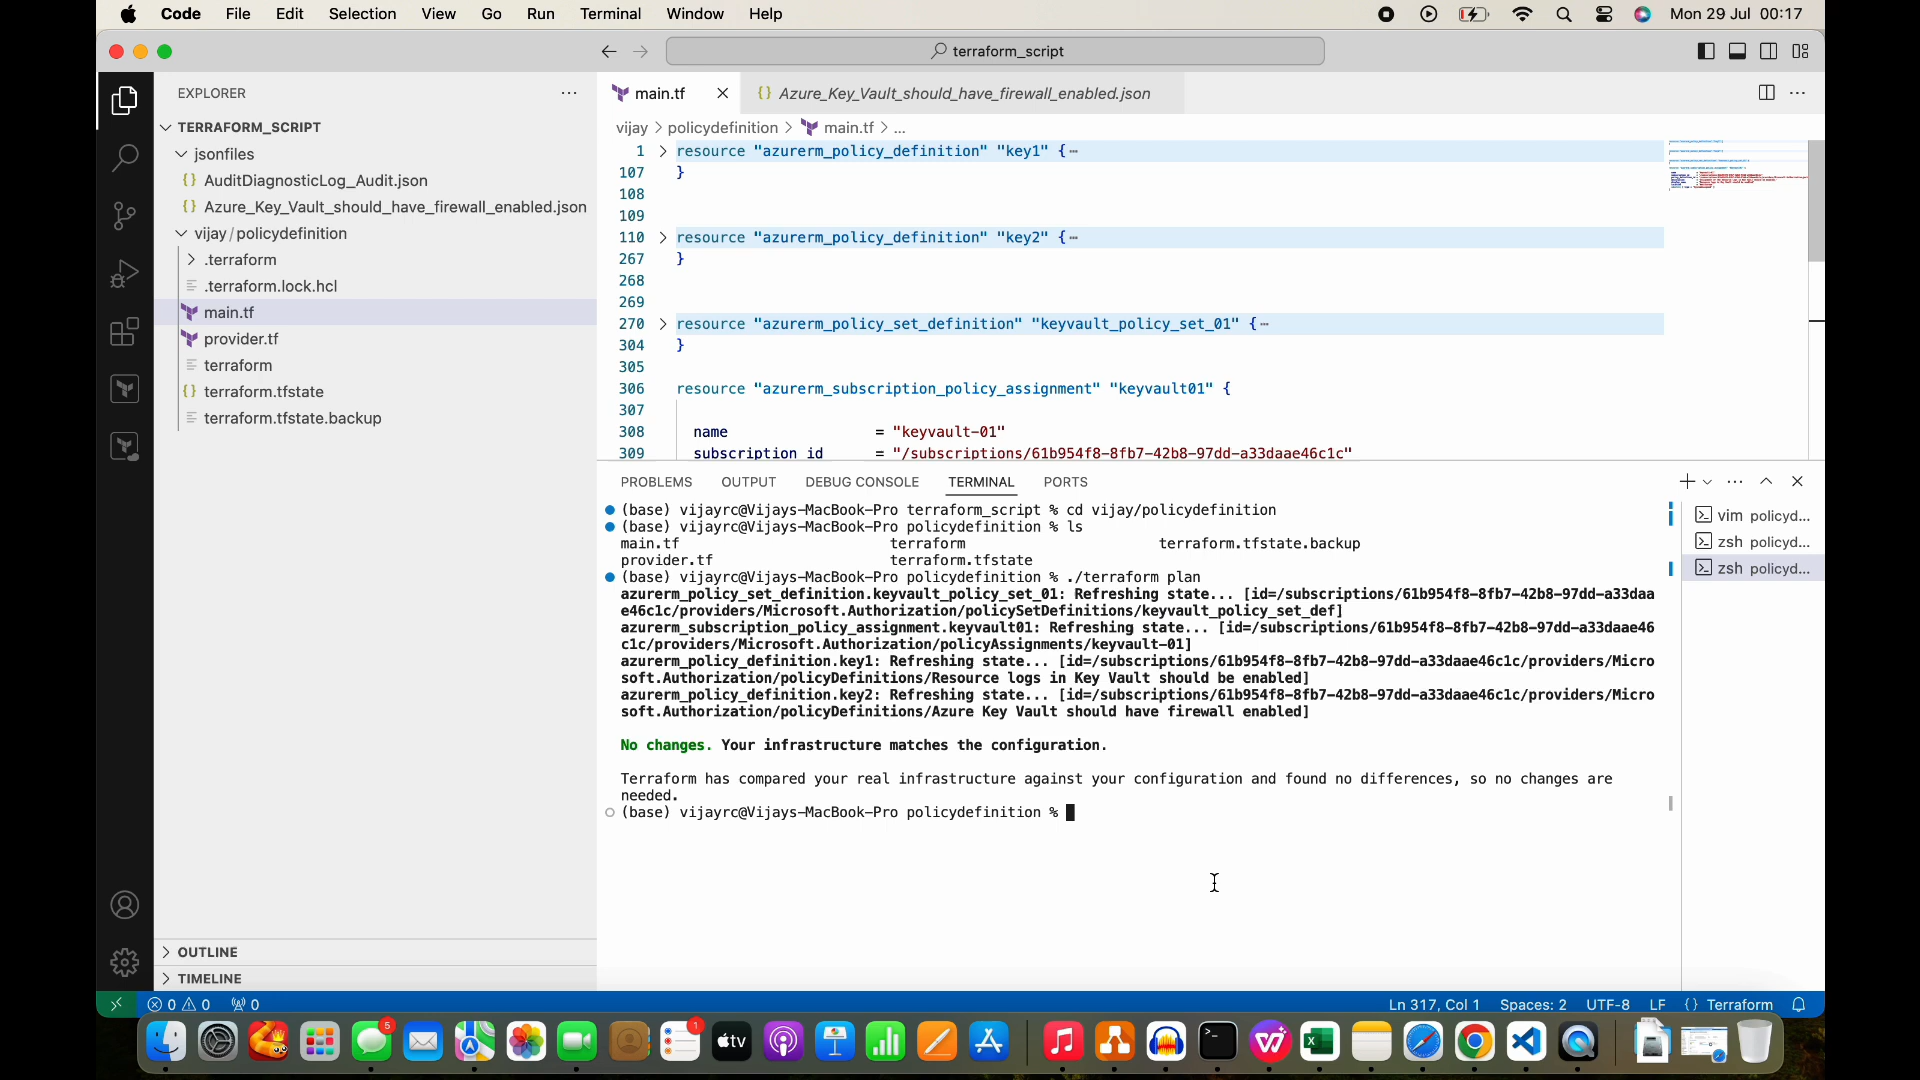 Code File Edit Selection View Go Run Terminal Window Help Mon 29 Jul 00:17
terraform_script
EXPLORER
main.tf
Azure_Key_Vault_should_have_firewall_enabled.json
TERRAFORM_SCRIPT
vijay > policydefinition > main.tf > ...
jsonfiles
AuditDiagnosticLog_Audit.json
Azure_Key_Vault_should_have_firewall_enabled.json
vijay / policydefinition
.terraform
.terraform.lock.hcl
main.tf
provider.tf
terraform
terraform.tfstate
terraform.tfstate.backup
OUTLINE
TIMELINE
1 resource "azurerm_policy_definition" "key1" {
107 }
108
109
110 resource "azurerm_policy_definition" "key2" {
267 }
268
269
270 resource "azurerm_policy_set_definition" "keyvault_policy_set_01" {
304 }
305
306 resource "azurerm_subscription_policy_assignment" "keyvault01" {
307
308 name = "keyvault-01"
309 subscription_id = "/subscriptions/61b954f8-8fb7-42b8-97dd-a33daae46c1c"
PROBLEMS OUTPUT DEBUG CONSOLE TERMINAL PORTS
(base) vijayrc@Vijays-MacBook-Pro terraform_script % cd vijay/policydefinition
(base) vijayrc@Vijays-MacBook-Pro policydefinition % ls
main.tf terraform terraform.tfstate.backup
provider.tf terraform.tfstate
(base) vijayrc@Vijays-MacBook-Pro policydefinition % ./terraform plan
azurerm_policy_set_definition.keyvault_policy_set_01: Refreshing state... [id=/subscriptions/61b954f8-8fb7-42b8-97dd-a33daa
e46c1c/providers/Microsoft.Authorization/policySetDefinitions/keyvault_policy_set_def]
azurerm_subscription_policy_assignment.keyvault01: Refreshing state... [id=/subscriptions/61b954f8-8fb7-42b8-97dd-a33daae46
c1c/providers/Microsoft.Authorization/policyAssignments/keyvault-01]
azurerm_policy_definition.key1: Refreshing state... [id=/subscriptions/61b954f8-8fb7-42b8-97dd-a33daae46c1c/providers/Micro
soft.Authorization/policyDefinitions/Resource logs in Key Vault should be enabled]
azurerm_policy_definition.key2: Refreshing state... [id=/subscriptions/61b954f8-8fb7-42b8-97dd-a33daae46c1c/providers/Micro
soft.Authorization/policyDefinitions/Azure Key Vault should have firewall enabled]
No changes. Your infrastructure matches the configuration.
Terraform has compared your real infrastructure against your configuration and found no differences, so no changes are
needed.
(base) vijayrc@Vijays-MacBook-Pro policydefinition %
vim policyd...
zsh policyd...
zsh policyd...
0 0 0 Ln 317, Col 1 Spaces: 2 UTF-8 LF {} Terraform
5 1 tv